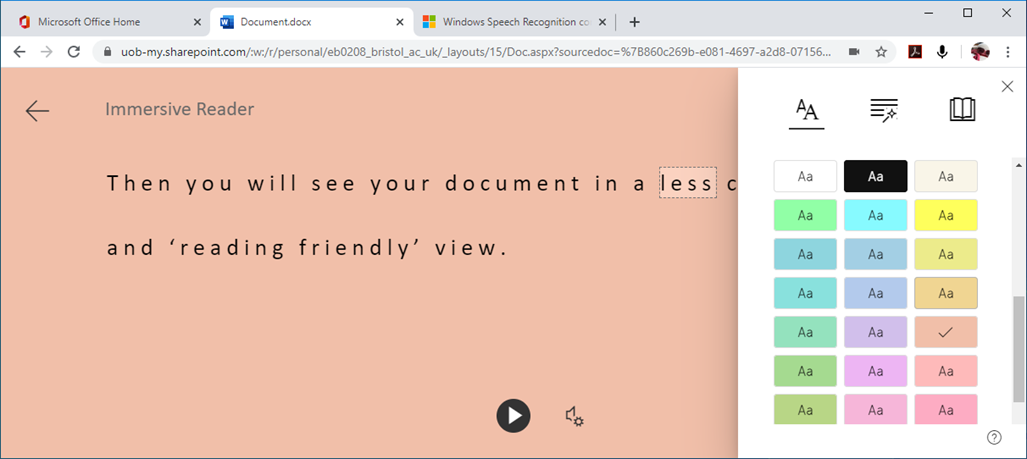 Microsoft Office Home
Document.docx
Windows Speech Recognition co
uob-my.sharepoint.com/:w:/r/personal/eb0208_bristol_ac_uk/_layouts/15/Doc.aspx?sourcedoc=%7B860c269b-e081-4697-a2d8-07156...
Immersive Reader
Then you will see your document in a less c
and ‘reading friendly’ view.
AA
Aa Aa Aa
Aa Aa Aa
Aa Aa Aa
Aa Aa Aa
Aa Aa
Aa Aa Aa
Aa Aa Aa